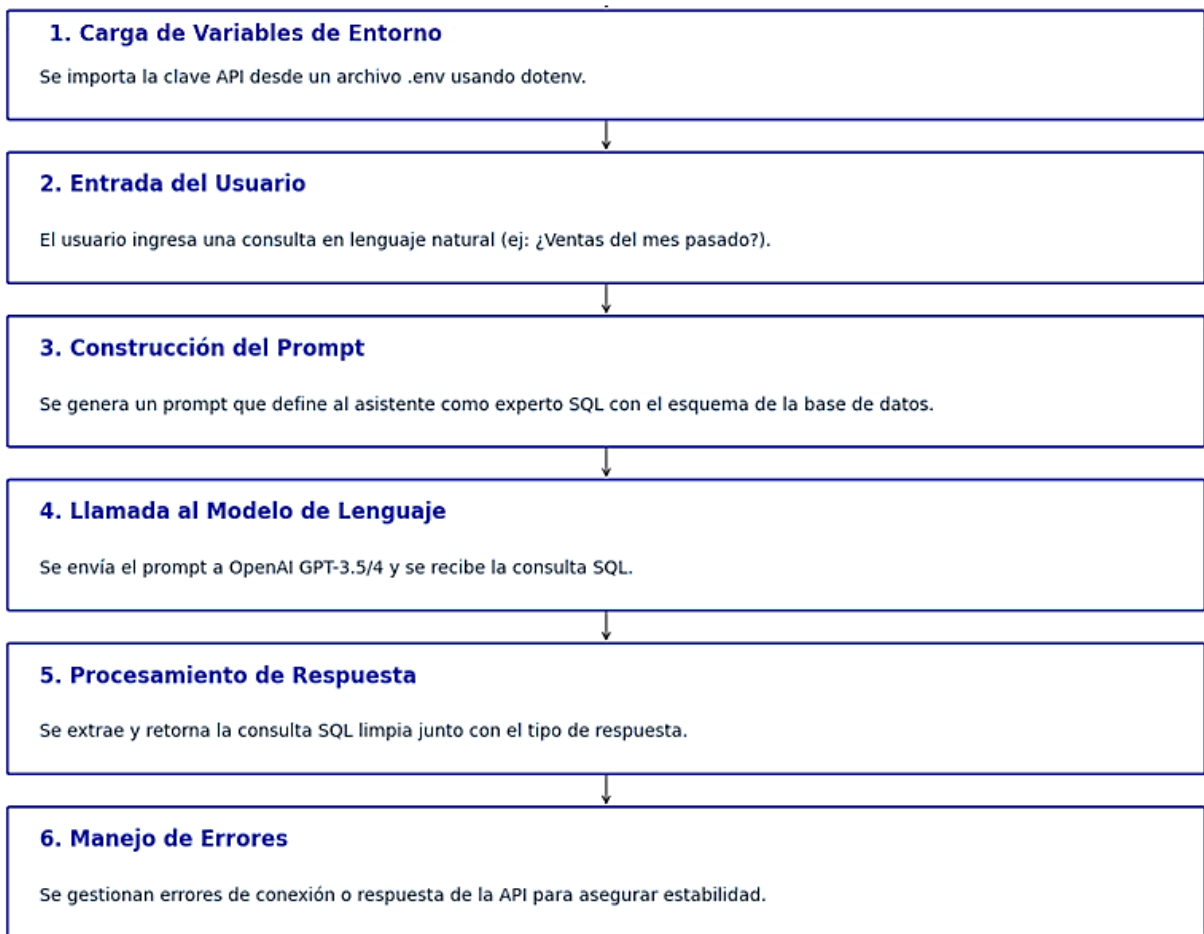 1. Carga de Variables de Entorno
Se importa la clave API desde un archivo .env usando dotenv.
2. Entrada del Usuario
El usuario ingresa una consulta en lenguaje natural (ej: ¿Ventas del mes pasado?).
3. Construcción del Prompt
Se genera un prompt que define al asistente como experto SQL con el esquema de la base de datos.
4. Llamada al Modelo de Lenguaje
Se envía el prompt a OpenAI GPT-3.5/4 y se recibe la consulta SQL.
5. Procesamiento de Respuesta
Se extrae y retorna la consulta SQL limpia junto con el tipo de respuesta.
6. Manejo de Errores
Se gestionan errores de conexión o respuesta de la API para asegurar estabilidad.